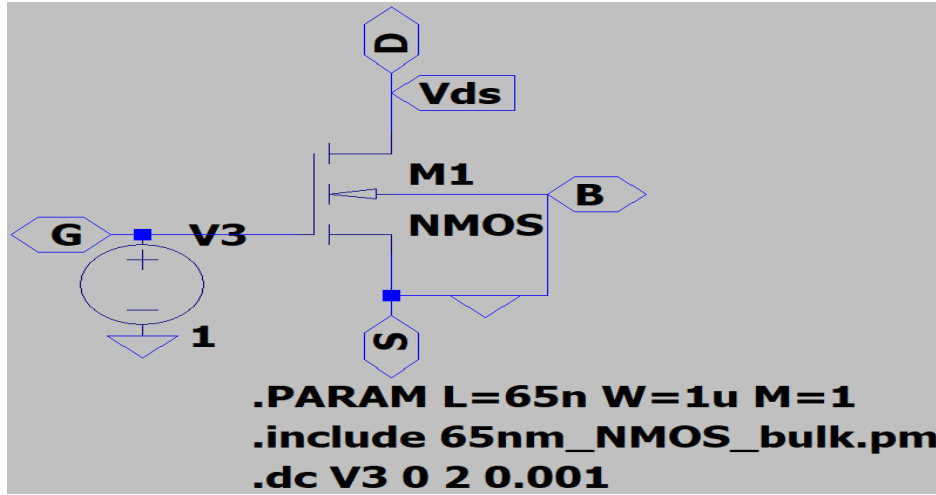 D
Vds
M1
B
G
V3
NMOS
1
S
.PARAM L=65n W=1u M=1
.include 65nm_NMOS_bulk.pm
.dc V3 0 2 0.001